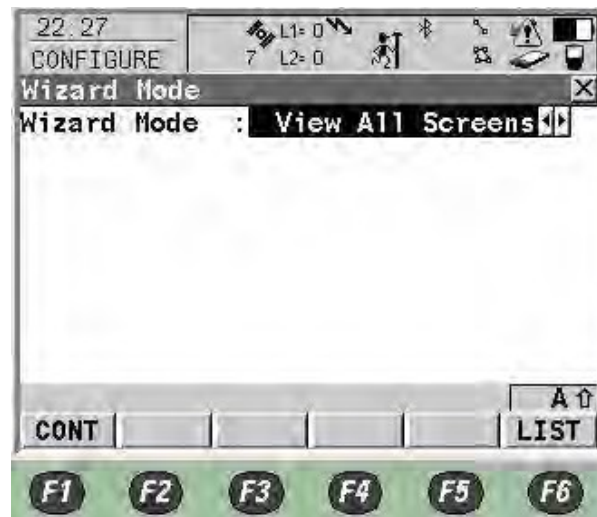 22:27
CONFIGURE
L1= 0
7 L2= 0
Wizard Mode
Wizard Mode : View All Screens
A
CONT LIST
F1 F2 F3 F4 F5 F6